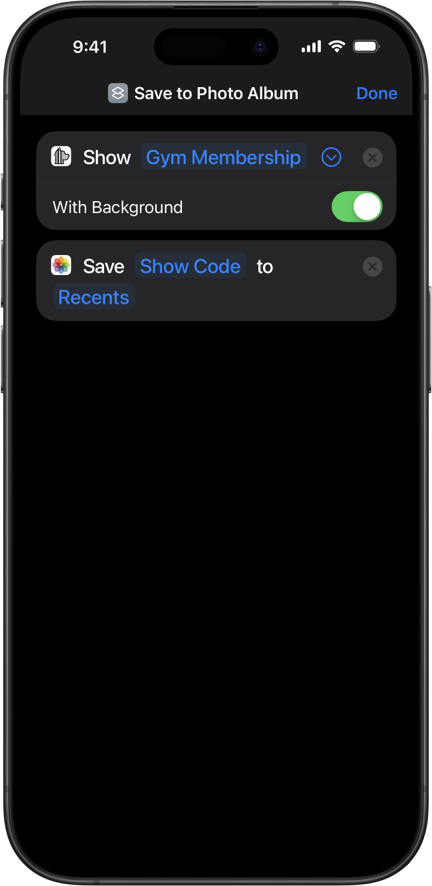 9:41
Save to Photo Album Done
Show Gym Membership
With Background
Save Show Code to
Recents